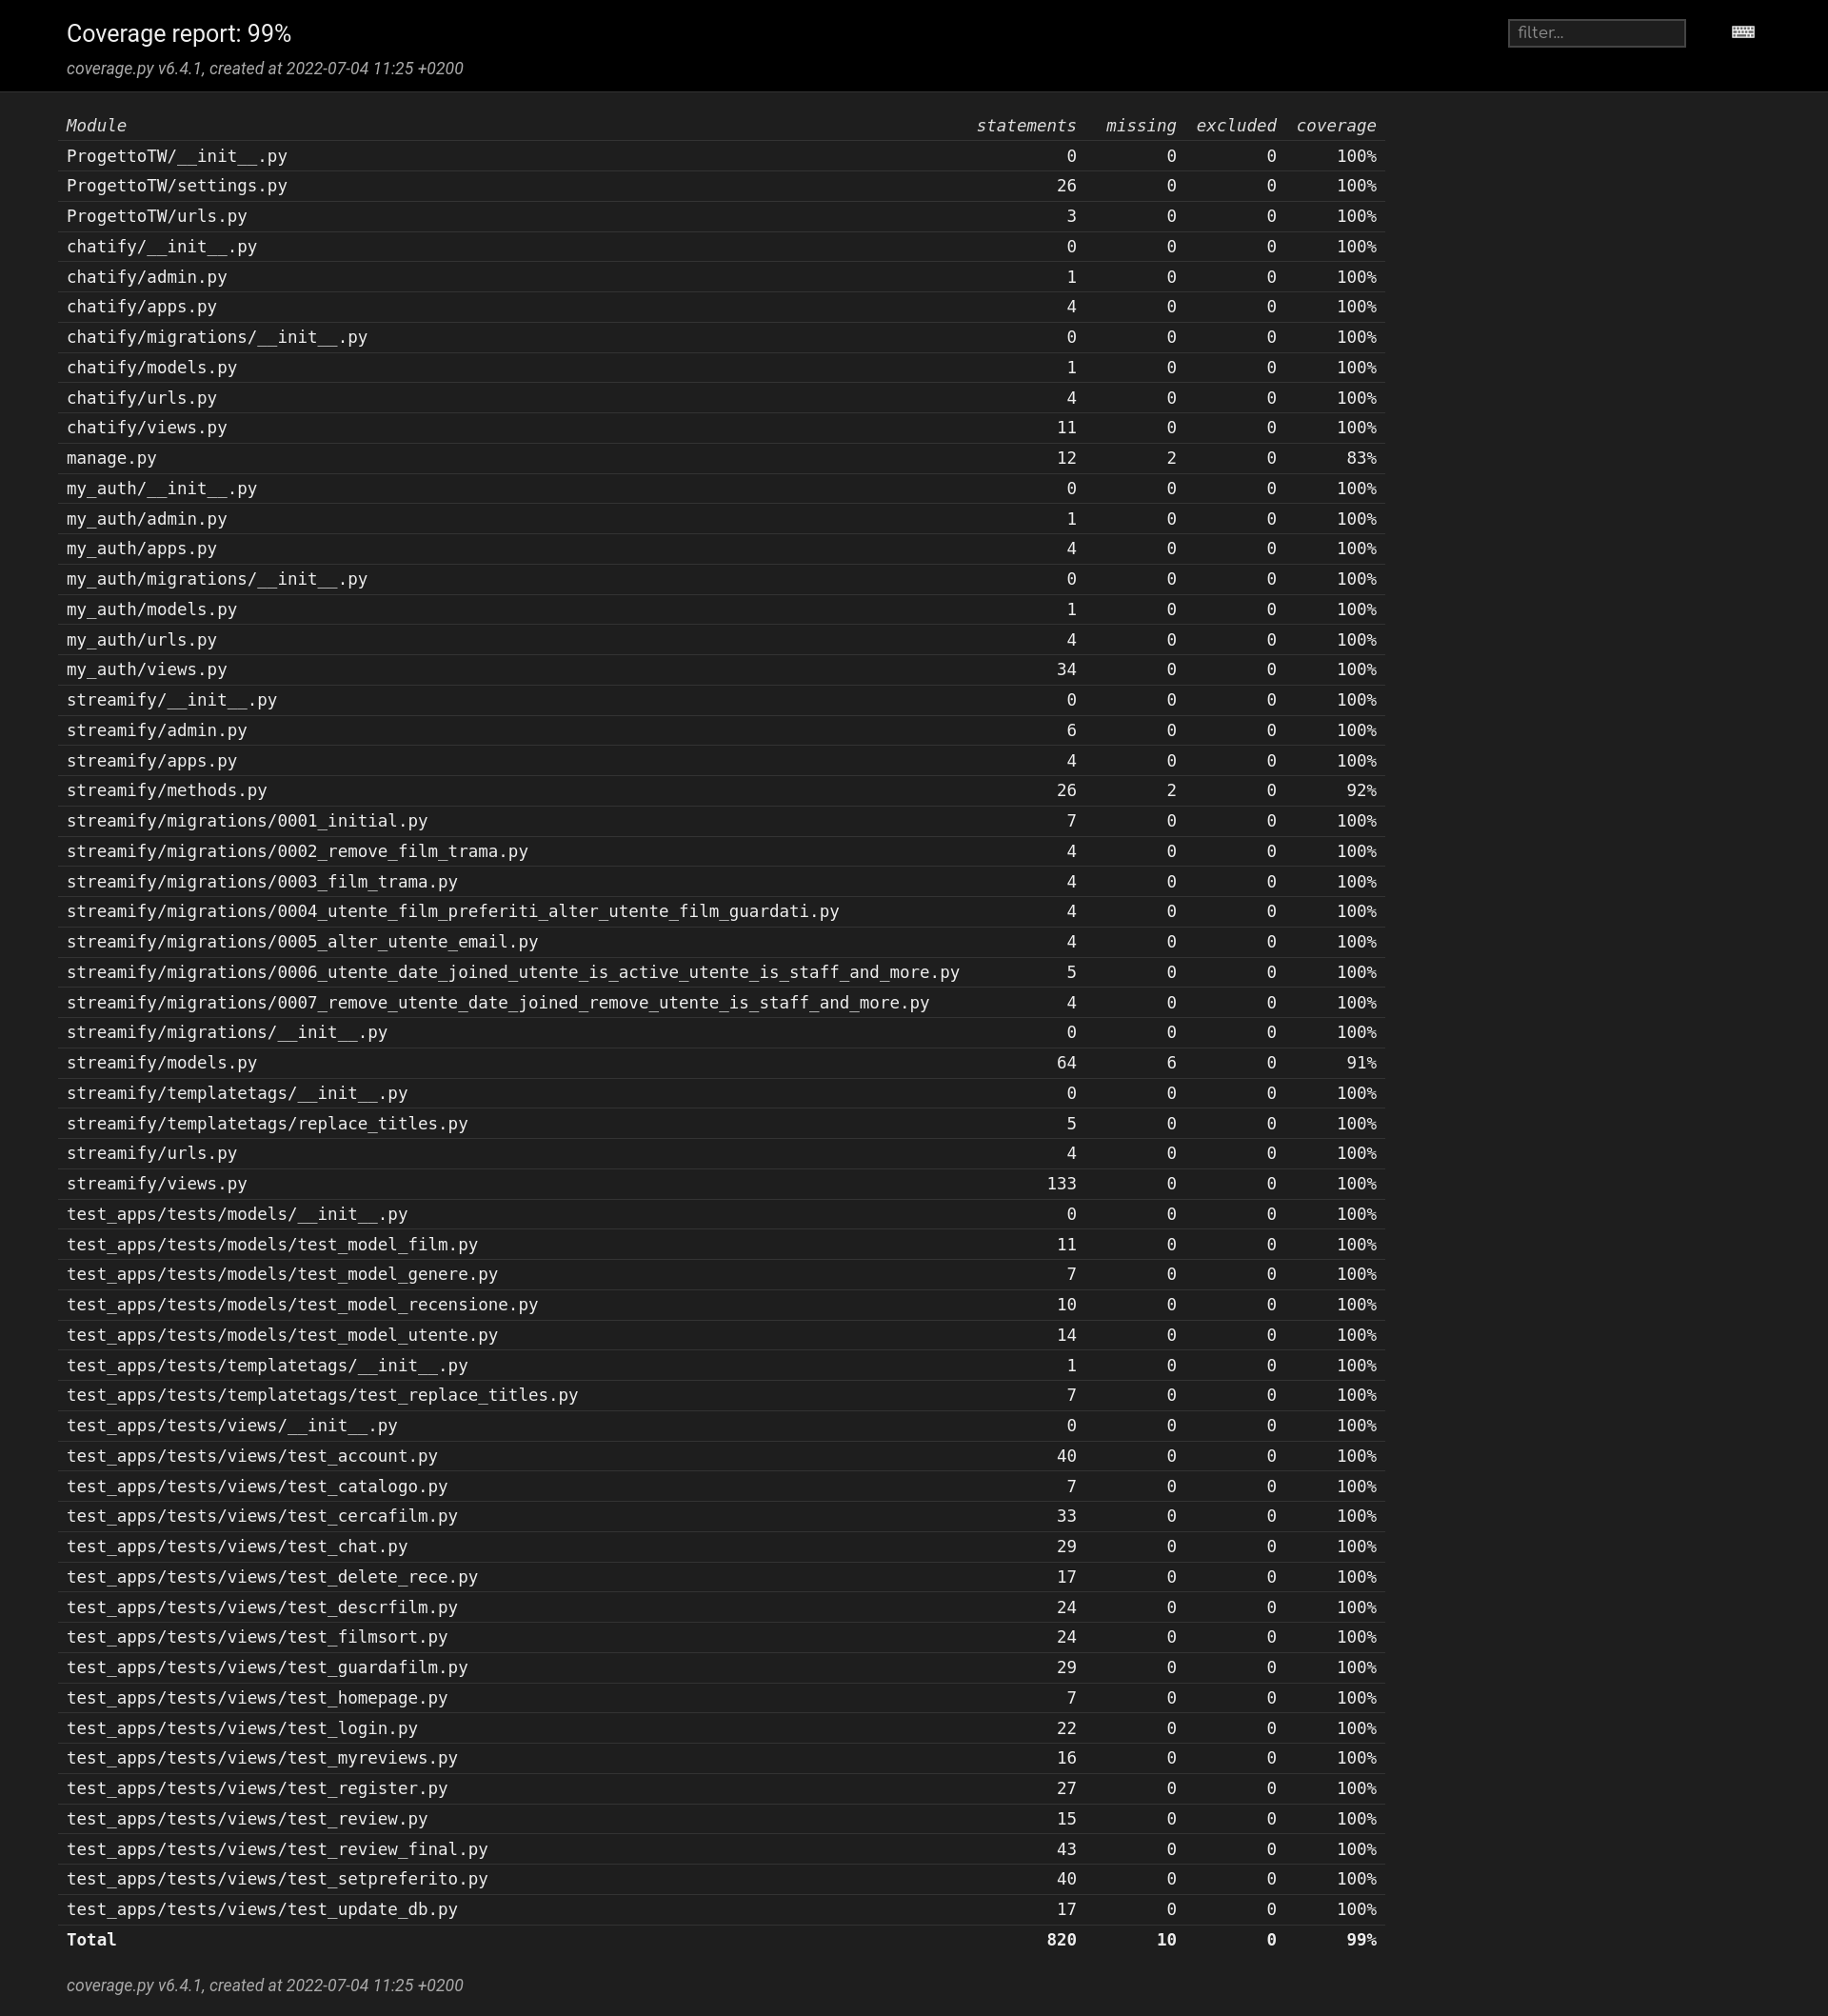 Coverage report: 99%
filter...
coverage.py v6.4.1, created at 2022-07-04 11:25 +0200
Module statements missing excluded coverage
ProgettoTW/__init__.py 0 0 0 100%
ProgettoTW/settings.py 26 0 0 100%
ProgettoTW/urls.py 3 0 0 100%
chatify/__init__.py 0 0 0 100%
chatify/admin.py 1 0 0 100%
chatify/apps.py 4 0 0 100%
chatify/migrations/__init__.py 0 0 0 100%
chatify/models.py 1 0 0 100%
chatify/urls.py 4 0 0 100%
chatify/views.py 11 0 0 100%
manage.py 12 2 0 83%
my_auth/__init__.py 0 0 0 100%
my_auth/admin.py 1 0 0 100%
my_auth/apps.py 4 0 0 100%
my_auth/migrations/__init__.py 0 0 0 100%
my_auth/models.py 1 0 0 100%
my_auth/urls.py 4 0 0 100%
my_auth/views.py 34 0 0 100%
streamify/__init__.py 0 0 0 100%
streamify/admin.py 6 0 0 100%
streamify/apps.py 4 0 0 100%
streamify/methods.py 26 2 0 92%
streamify/migrations/0001_initial.py 7 0 0 100%
streamify/migrations/0002_remove_film_trama.py 4 0 0 100%
streamify/migrations/0003_film_trama.py 4 0 0 100%
streamify/migrations/0004_utente_film_preferiti_alter_utente_film_guardati.py 4 0 0 100%
streamify/migrations/0005_alter_utente_email.py 4 0 0 100%
streamify/migrations/0006_utente_date_joined_utente_is_active_utente_is_staff_and_more.py 5 0 0 100%
streamify/migrations/0007_remove_utente_date_joined_remove_utente_is_staff_and_more.py 4 0 0 100%
streamify/migrations/__init__.py 0 0 0 100%
streamify/models.py 64 6 0 91%
streamify/templatetags/__init__.py 0 0 0 100%
streamify/templatetags/replace_titles.py 5 0 0 100%
streamify/urls.py 4 0 0 100%
streamify/views.py 133 0 0 100%
test_apps/tests/models/__init__.py 0 0 0 100%
test_apps/tests/models/test_model_film.py 11 0 0 100%
test_apps/tests/models/test_model_genere.py 7 0 0 100%
test_apps/tests/models/test_model_recensione.py 10 0 0 100%
test_apps/tests/models/test_model_utente.py 14 0 0 100%
test_apps/tests/templatetags/__init__.py 1 0 0 100%
test_apps/tests/templatetags/test_replace_titles.py 7 0 0 100%
test_apps/tests/views/__init__.py 0 0 0 100%
test_apps/tests/views/test_account.py 40 0 0 100%
test_apps/tests/views/test_catalogo.py 7 0 0 100%
test_apps/tests/views/test_cercafilm.py 33 0 0 100%
test_apps/tests/views/test_chat.py 29 0 0 100%
test_apps/tests/views/test_delete_rece.py 17 0 0 100%
test_apps/tests/views/test_descrfilm.py 24 0 0 100%
test_apps/tests/views/test_filmsort.py 24 0 0 100%
test_apps/tests/views/test_guardafilm.py 29 0 0 100%
test_apps/tests/views/test_homepage.py 7 0 0 100%
test_apps/tests/views/test_login.py 22 0 0 100%
test_apps/tests/views/test_myreviews.py 16 0 0 100%
test_apps/tests/views/test_register.py 27 0 0 100%
test_apps/tests/views/test_review.py 15 0 0 100%
test_apps/tests/views/test_review_final.py 43 0 0 100%
test_apps/tests/views/test_setpreferito.py 40 0 0 100%
test_apps/tests/views/test_update_db.py 17 0 0 100%
Total 820 10 0 99%
coverage.py v6.4.1, created at 2022-07-04 11:25 +0200